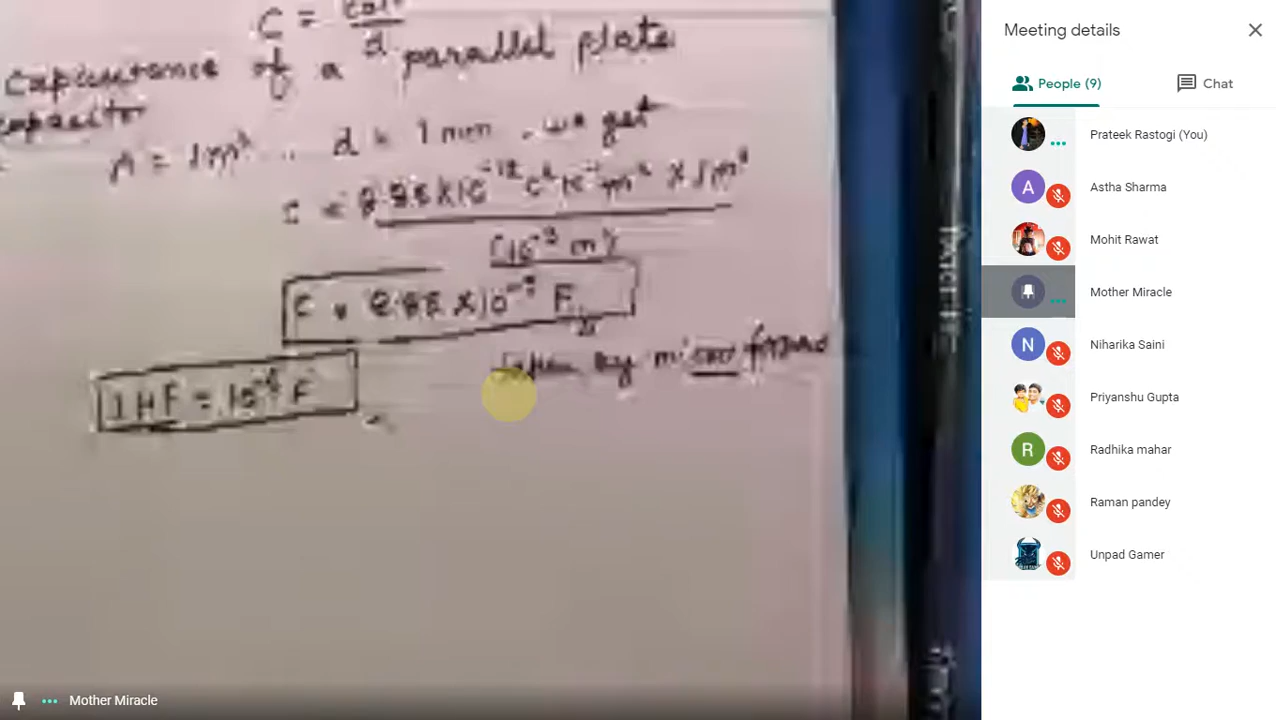 C =
d
Capacitance of a parallel plate
capacitor
A = 1m² .. d = 1 mm , we get
C = 8.85 × 10⁻¹² C² N⁻¹ m⁻² × 1m²
(10⁻³ m)
C = 8.85 × 10⁻⁹ F
by micro farad
1 μF = 10⁻⁶ F
Mother Miracle
Meeting details
People (9)
Chat
Prateek Rastogi (You)
A
Astha Sharma
Mohit Rawat
Mother Miracle
N
Niharika Saini
Priyanshu Gupta
R
Radhika mahar
Raman pandey
Unpad Gamer